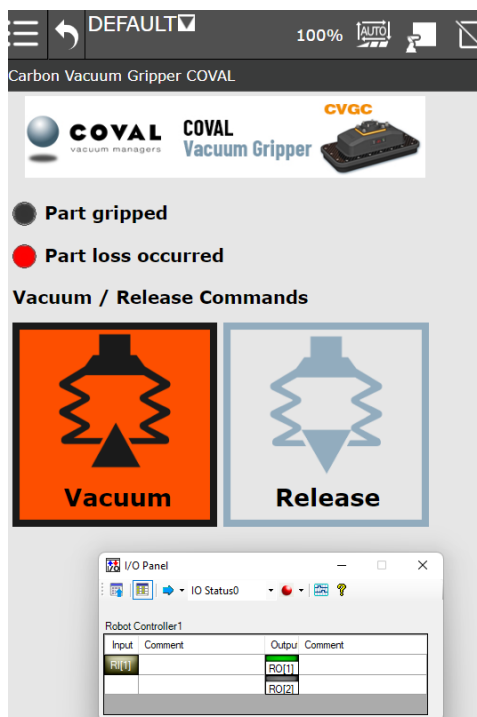 DEFAULT
100% AUTO
Carbon Vacuum Gripper COVAL
CVGC
COVAL COVAL
vacuum managers Vacuum Gripper
Part gripped
Part loss occurred
Vacuum / Release Commands
Vacuum Release
I/O Panel
IO Status0
Robot Controller1
Input Comment Outpu Comment
RI[1] RO[1]
RO[2]